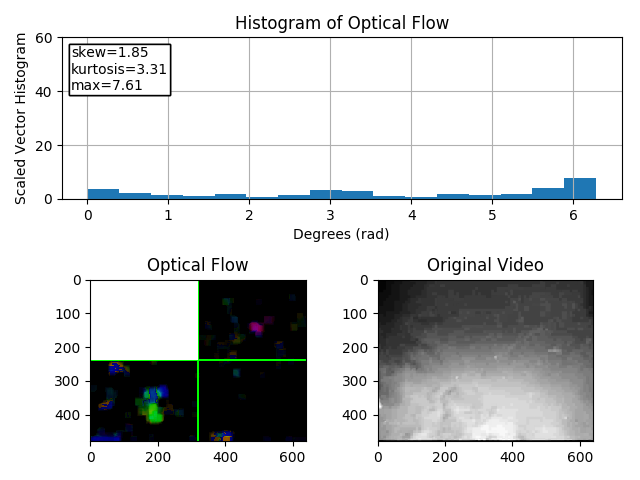 Histogram of Optical Flow
Scaled Vector Histogram
60
40
20
0
skew=1.85
kurtosis=3.31
max=7.61
0 1 2 3 4 5 6
Degrees (rad)
Optical Flow
0
100
200
300
400
0 200 400 600
Original Video
0
100
200
300
400
0 200 400 600